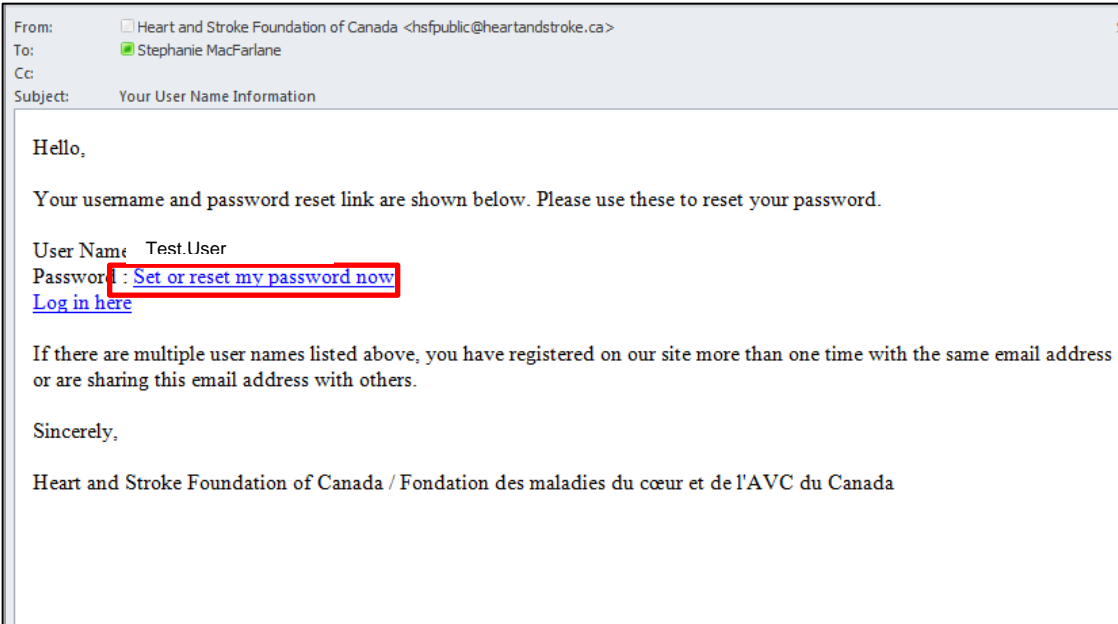 From: Heart and Stroke Foundation of Canada <hsfpublic@heartandstroke.ca>
To: Stephanie MacFarlane
Cc:
Subject: Your User Name Information
Hello,
Your username and password reset link are shown below. Please use these to reset your password.
User Name Test.User
Password : Set or reset my password now
Log in here
If there are multiple user names listed above, you have registered on our site more than one time with the same email address
or are sharing this email address with others.
Sincerely,
Heart and Stroke Foundation of Canada / Fondation des maladies du cœur et de l'AVC du Canada